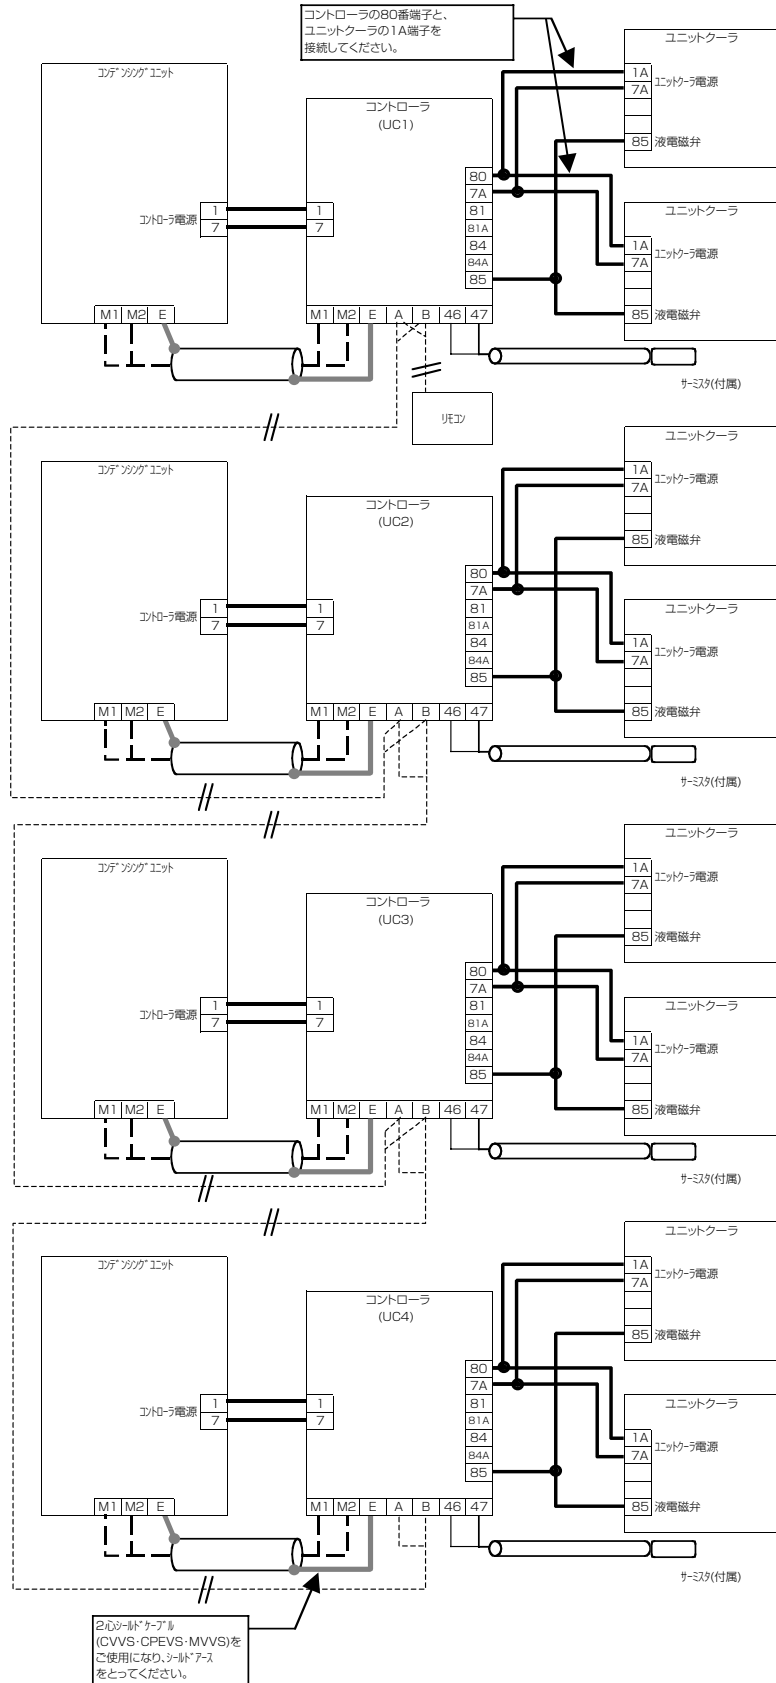 コントローラの80番端子と、
ユニットクーラの1A端子を
接続してください。
ユニットクーラ
1A
ユニットクーラ電源
7A
85 液電磁弁
コンデンシングユニット
コントローラ
(UC1)
80
7A
81
81A
84
84A
85
コントローラ電源
1
7
1
7
ユニットクーラ
1A
ユニットクーラ電源
7A
85 液電磁弁
M1 M2 E
M1 M2 E A B 46 47
サーミスタ(付属)
リモコン
ユニットクーラ
1A
ユニットクーラ電源
7A
85 液電磁弁
コンデンシングユニット
コントローラ
(UC2)
80
7A
81
81A
84
84A
85
コントローラ電源
1
7
1
7
ユニットクーラ
1A
ユニットクーラ電源
7A
85 液電磁弁
M1 M2 E
M1 M2 E A B 46 47
サーミスタ(付属)
ユニットクーラ
1A
ユニットクーラ電源
7A
85 液電磁弁
コンデンシングユニット
コントローラ
(UC3)
80
7A
81
81A
84
84A
85
コントローラ電源
1
7
1
7
ユニットクーラ
1A
ユニットクーラ電源
7A
85 液電磁弁
M1 M2 E
M1 M2 E A B 46 47
サーミスタ(付属)
ユニットクーラ
1A
ユニットクーラ電源
7A
85 液電磁弁
コンデンシングユニット
コントローラ
(UC4)
80
7A
81
81A
84
84A
85
コントローラ電源
1
7
1
7
ユニットクーラ
1A
ユニットクーラ電源
7A
85 液電磁弁
M1 M2 E
M1 M2 E A B 46 47
サーミスタ(付属)
2心シールドケーブル
(CVVS･CPEVS･MVVS)を
ご使用になり、シールドアース
をとってください。